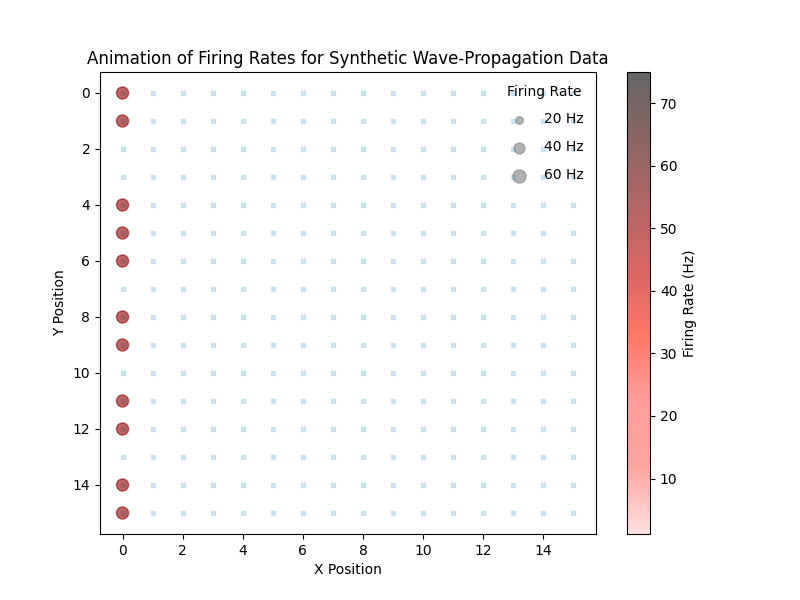 Animation of Firing Rates for Synthetic Wave-Propagation Data
Firing Rate
20 Hz
40 Hz
60 Hz
0
2
4
6
8
10
12
14
Y Position
0 2 4 6 8 10 12 14
X Position
70
60
50
40
30
20
10
Firing Rate (Hz)